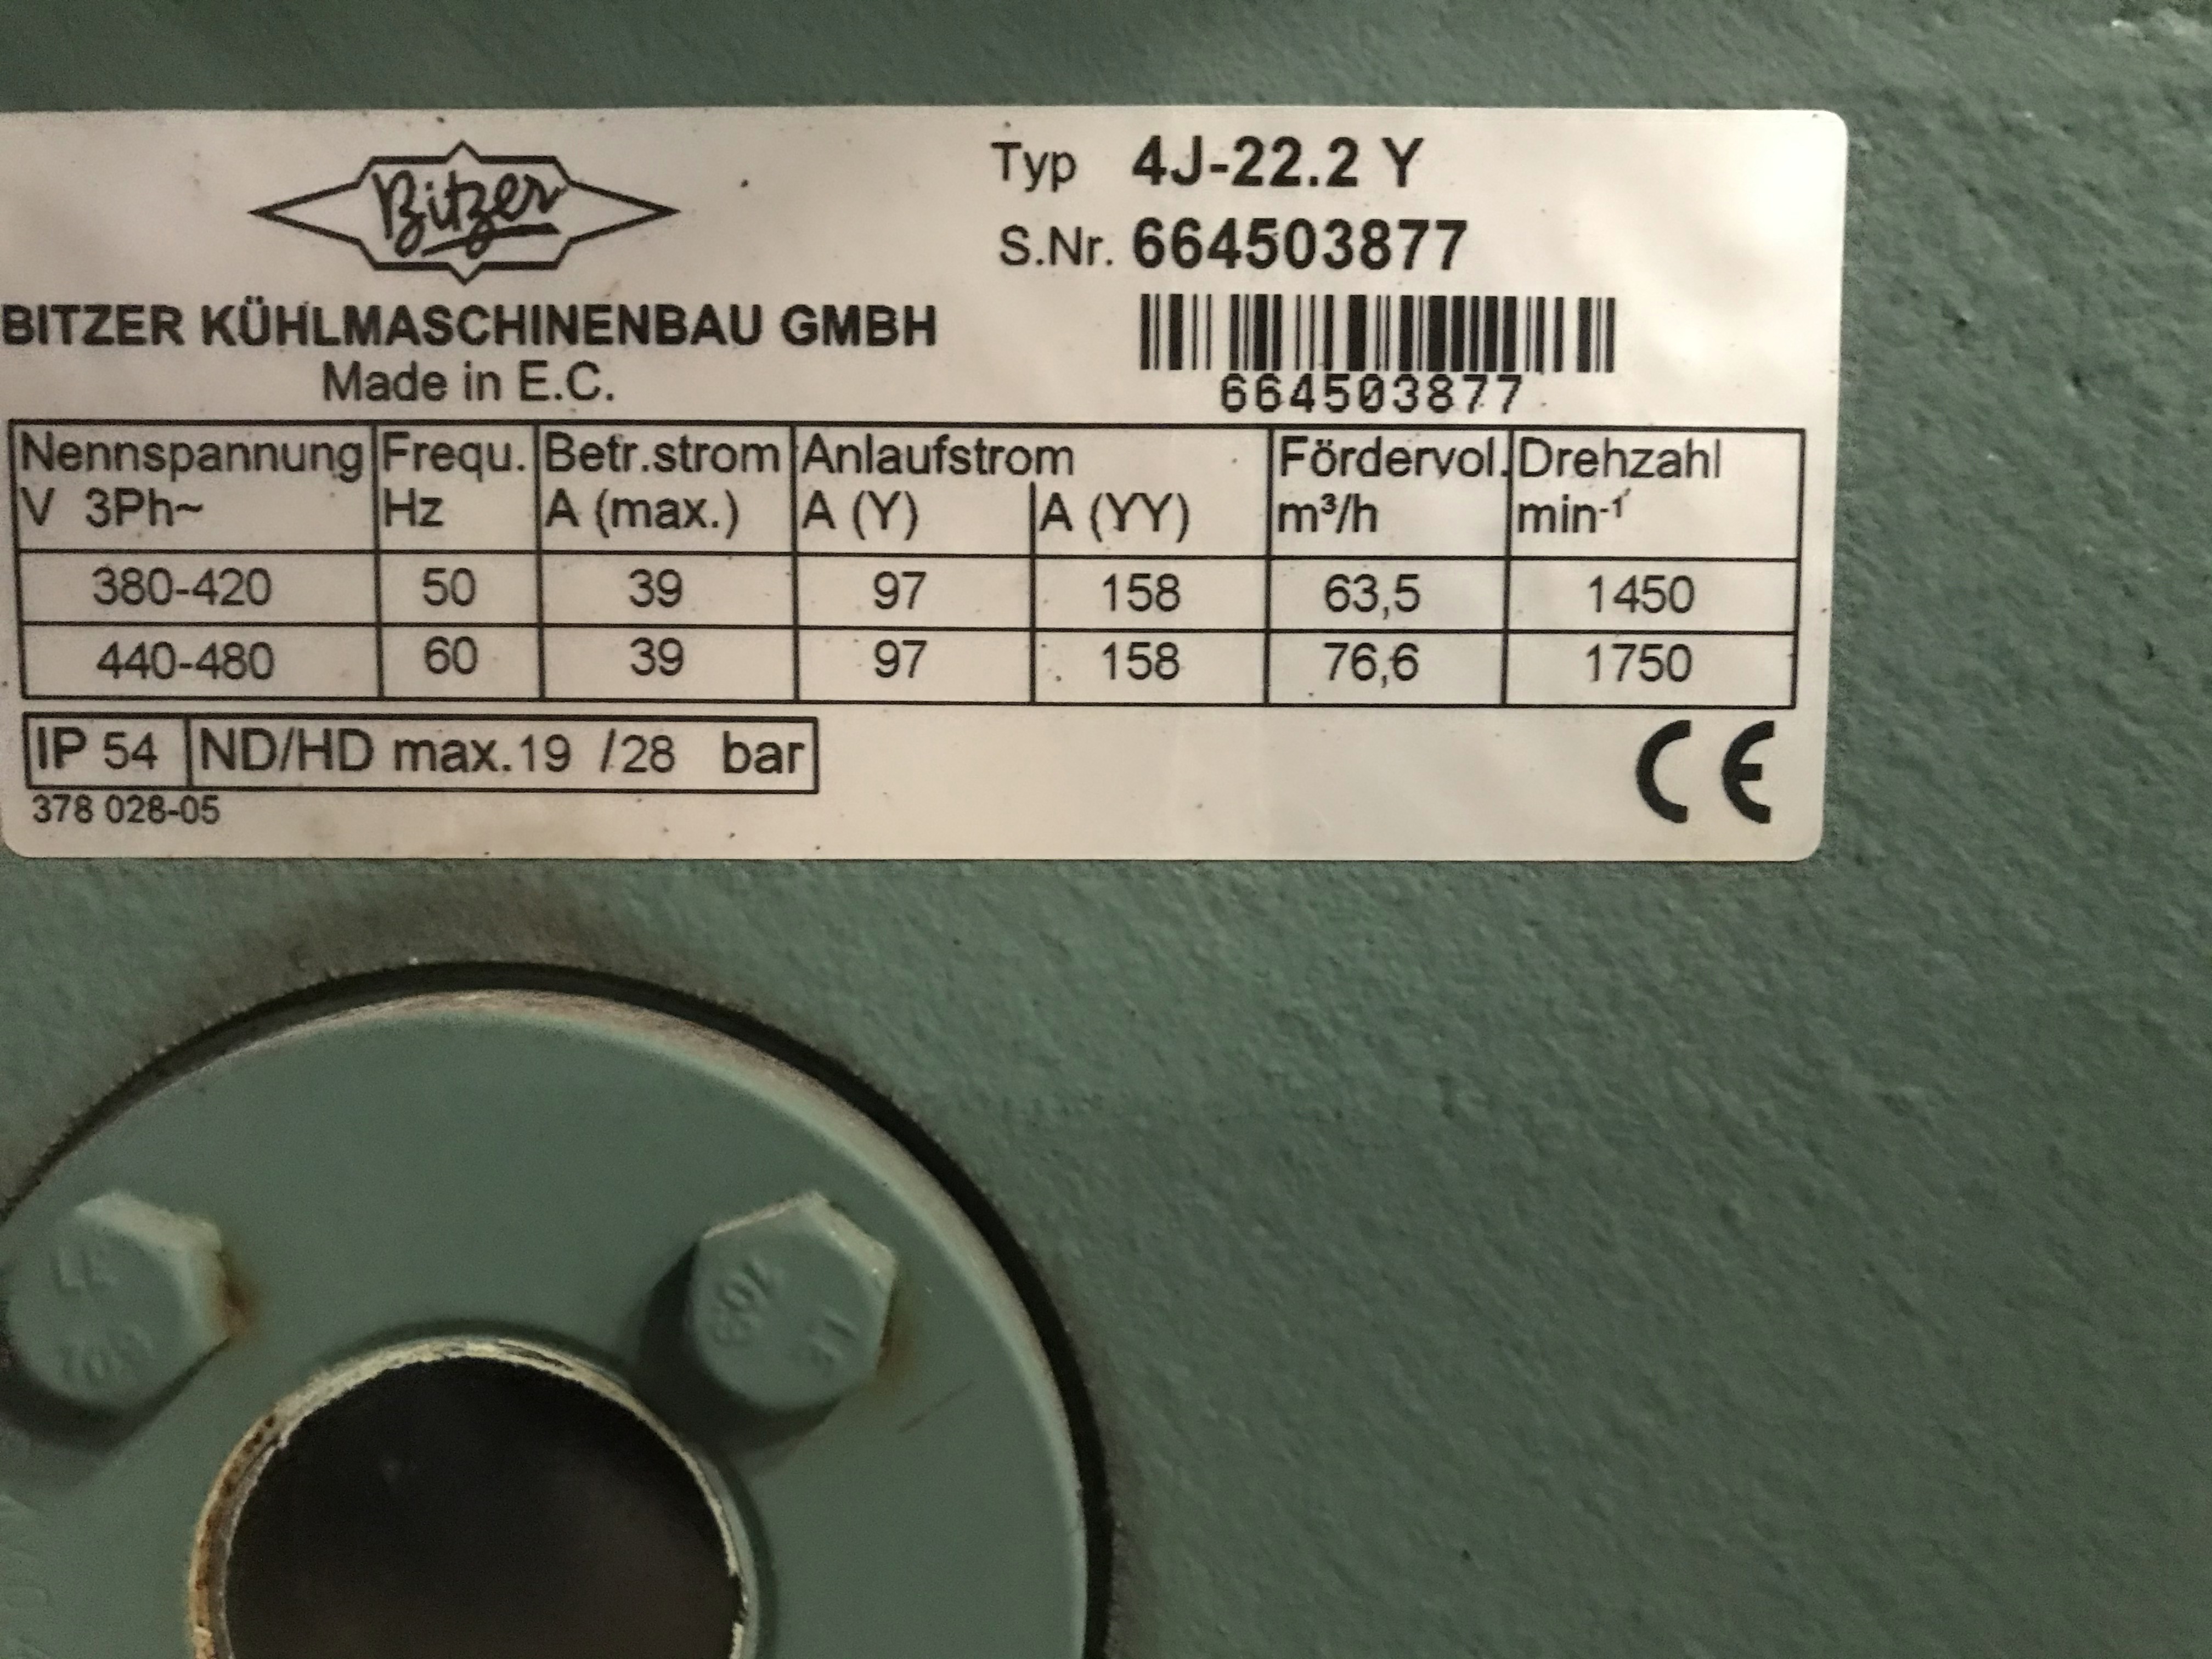 Bitzer
Typ 4J-22.2 Y
S.Nr. 664503877
BITZER KÜHLMASCHINENBAU GMBH
Made in E.C.
664503877
Nennspannung Frequ. Betr.strom Anlaufstrom Fördervol. Drehzahl
V 3Ph~ Hz A (max.) A (Y) A (YY) m³/h min-1
380-420 50 39 97 158 63,5 1450
440-480 60 39 97 158 76,6 1750
IP 54 ND/HD max.19 /28 bar
CE
378 028-05